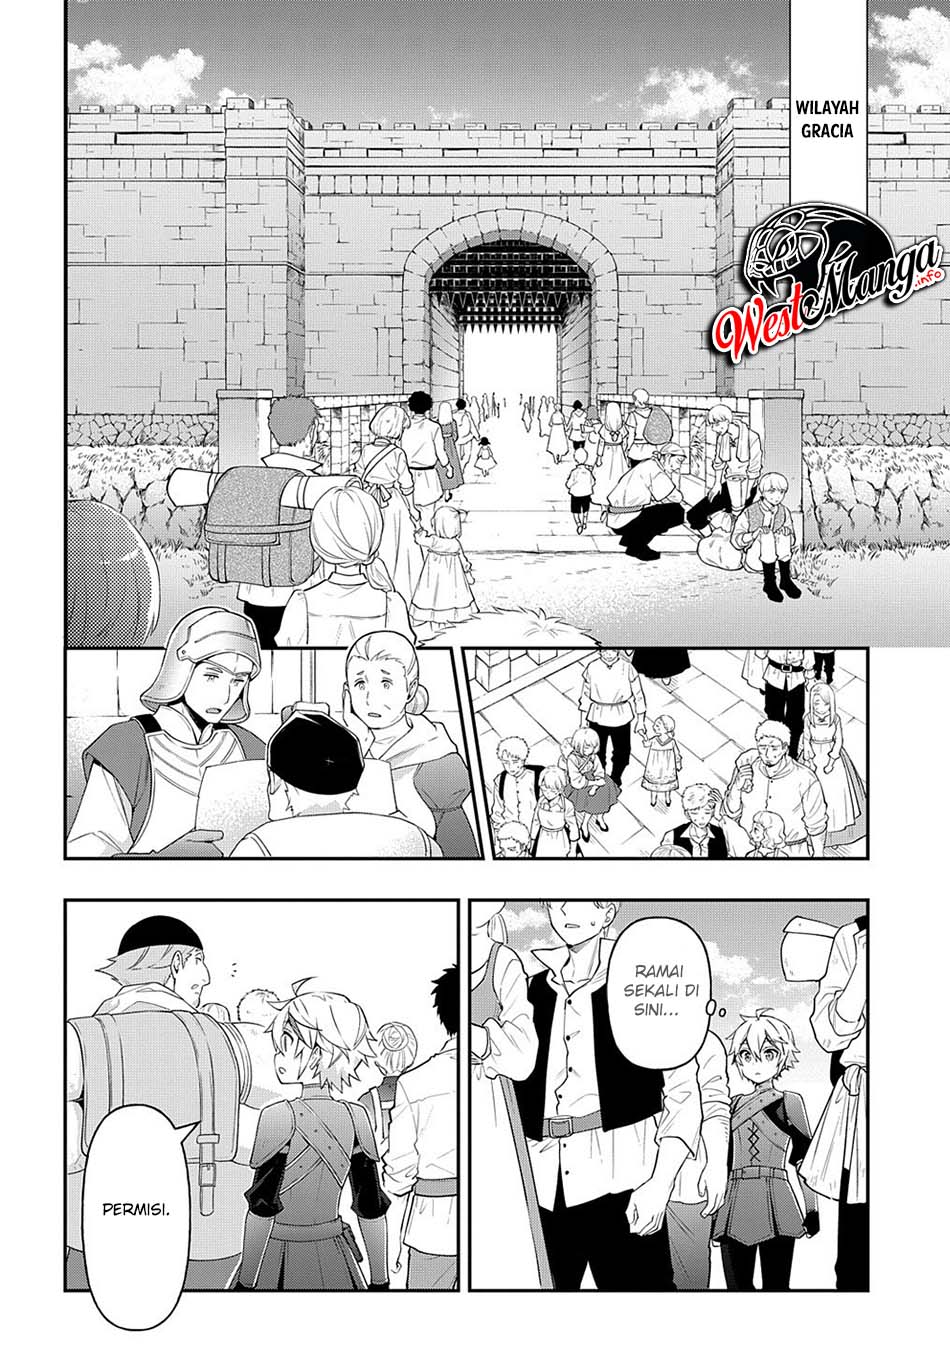 WILAYAH
GRACIA
WestManga
.info
RAMAI
SEKALI DI
SINI...
PERMISI.